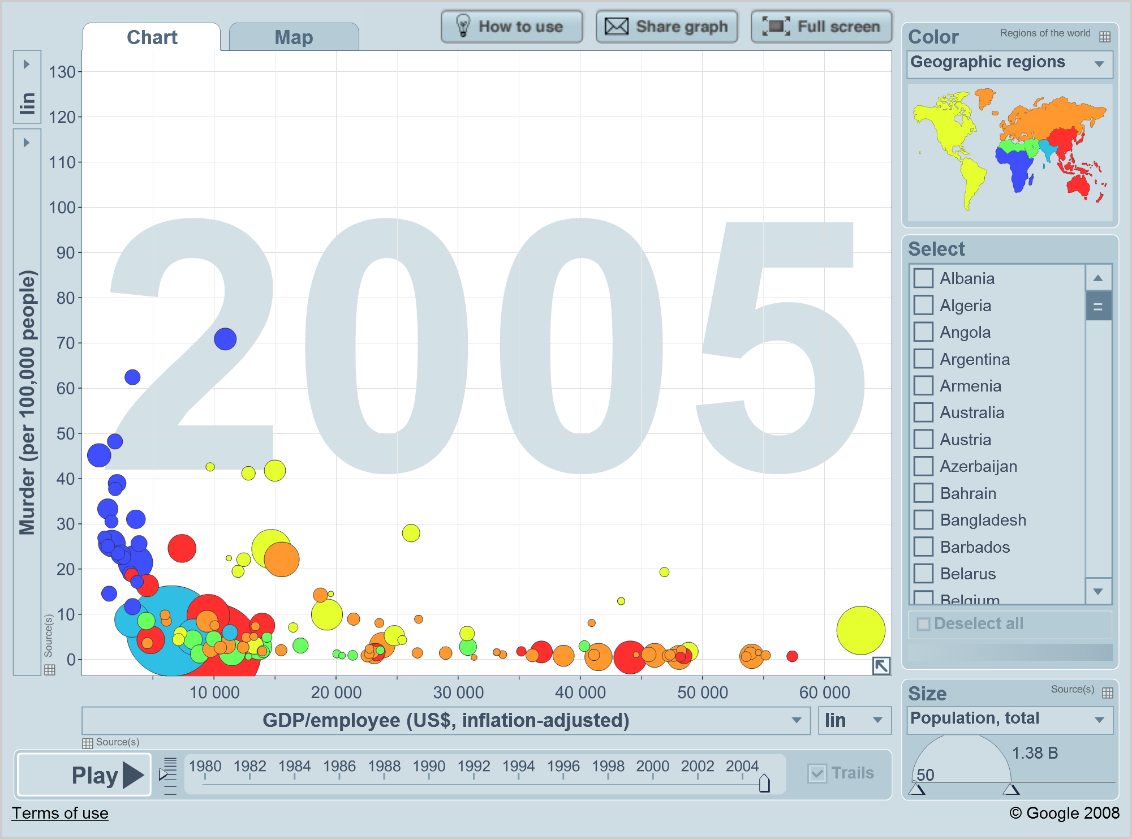 Chart
Map
How to use
Share graph
Full screen
lin
Murder (per 100,000 people)
Source(s)
130
120
110
100
90
80
70
60
50
40
30
20
10
0
2005
10 000
20 000
30 000
40 000
50 000
60 000
GDP/employee (US$, inflation-adjusted)
lin
Source(s)
Play
1980 1982 1984 1986 1988 1990 1992 1994 1996 1998 2000 2002 2004
Trails
Color
Regions of the world
Geographic regions
Select
Albania
Algeria
Angola
Argentina
Armenia
Australia
Austria
Azerbaijan
Bahrain
Bangladesh
Barbados
Belarus
Belgium
Deselect all
Size
Source(s)
Population, total
50
1.38 B
Terms of use
© Google 2008